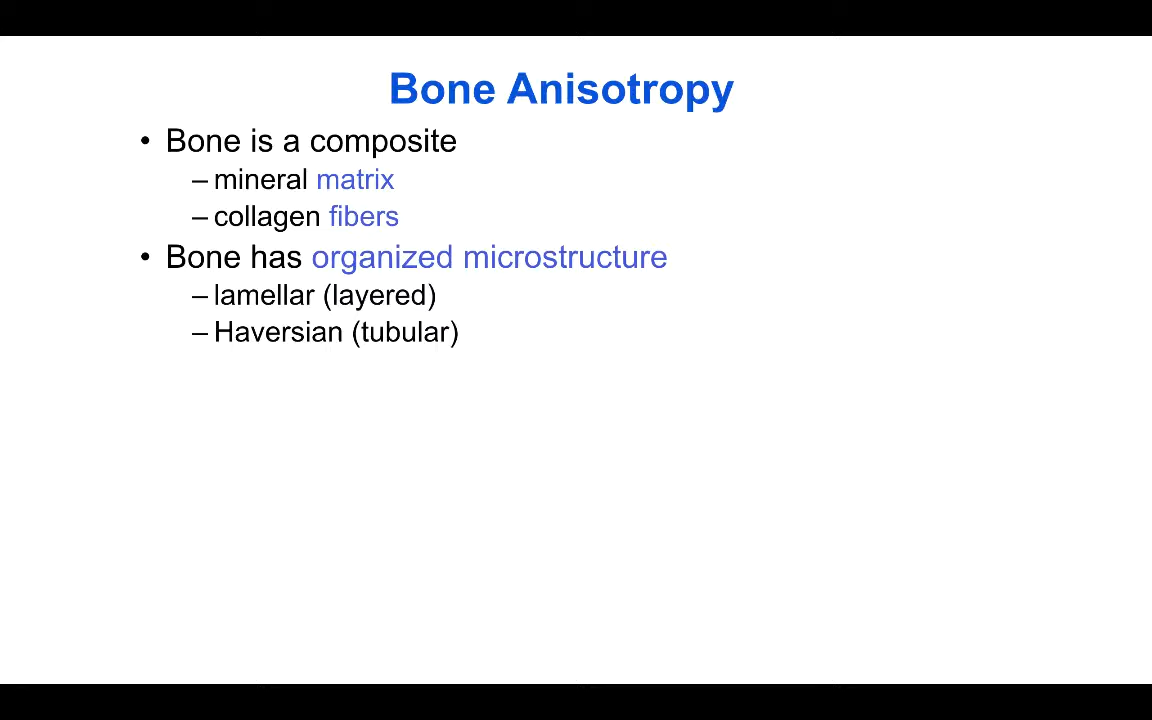 Bone Anisotropy
• Bone is a composite
– mineral matrix
– collagen fibers
• Bone has organized microstructure
– lamellar (layered)
– Haversian (tubular)